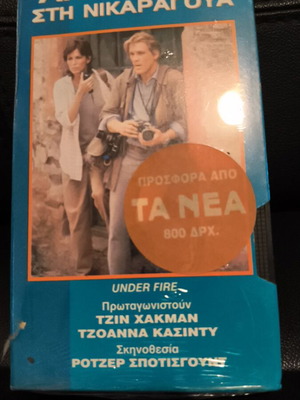 ΣΤΗ ΝΙΚΑΡΑΓΟΥΑ
ΠΡΟΣΦΟΡΑ ΑΠΟ
ΤΑ ΝΕΑ
800 ΔΡΧ.
UNDER FIRE
Πρωταγωνιστούν
ΤΖΙΝ ΧΑΚΜΑΝ
ΤΖΟΑΝΝΑ ΚΑΣΙΝΤΥ
Σκηνοθεσία
ΡΟΤΖΕΡ ΣΠΟΤΙΣΓΟΥΝΤ